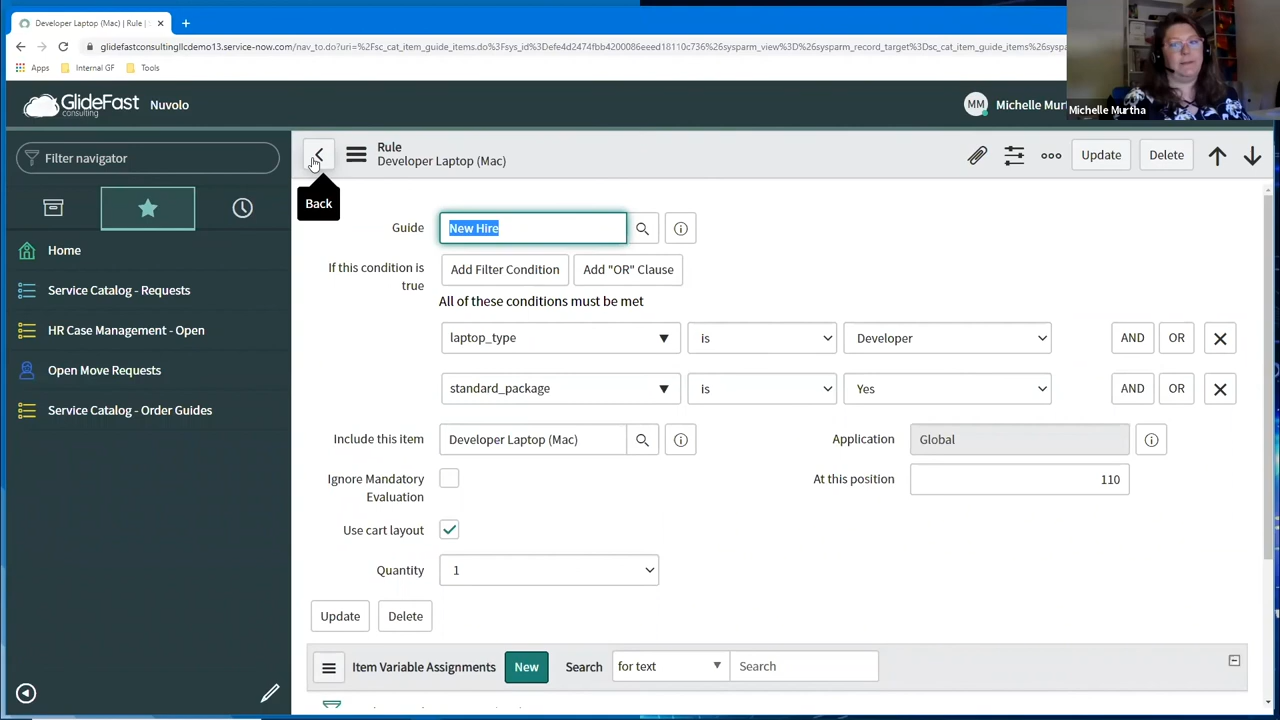 Developer Laptop (Mac) | Rule |
glidefastconsultingllcdemo13.service-now.com/nav_to.do?uri=%2Fsc_cat_item_guide_items.do%3Fsys_id%3Defe4d2474fbb4200086eeed18110c736%26sysparm_view%3D%26sysparm_record_target%3Dsc_cat_item_guide_items%26sysparm_reco
Apps
Internal GF
Tools
GlideFast
consulting
Nuvolo
MM
Michelle Murt
Michelle Murtha
Filter navigator
Home
Service Catalog - Requests
HR Case Management - Open
Open Move Requests
Service Catalog - Order Guides
Back
Rule
Developer Laptop (Mac)
Update
Delete
Guide
New Hire
If this condition is true
Add Filter Condition
Add "OR" Clause
All of these conditions must be met
laptop_type
is
Developer
AND
OR
standard_package
is
Yes
AND
OR
Include this item
Developer Laptop (Mac)
Application
Global
Ignore Mandatory Evaluation
At this position
110
Use cart layout
Quantity
1
Update
Delete
Item Variable Assignments
New
Search
for text
Search